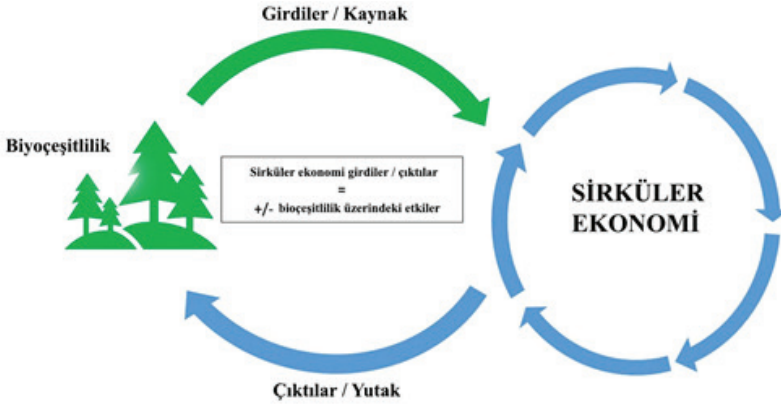 Girdiler / Kaynak
Biyoçeşitlilik
Sirküler ekonomi girdiler / çıktılar
=
+/- bioçeşitlilik üzerindeki etkiler
SİRKÜLER
EKONOMİ
Çıktılar / Yutak